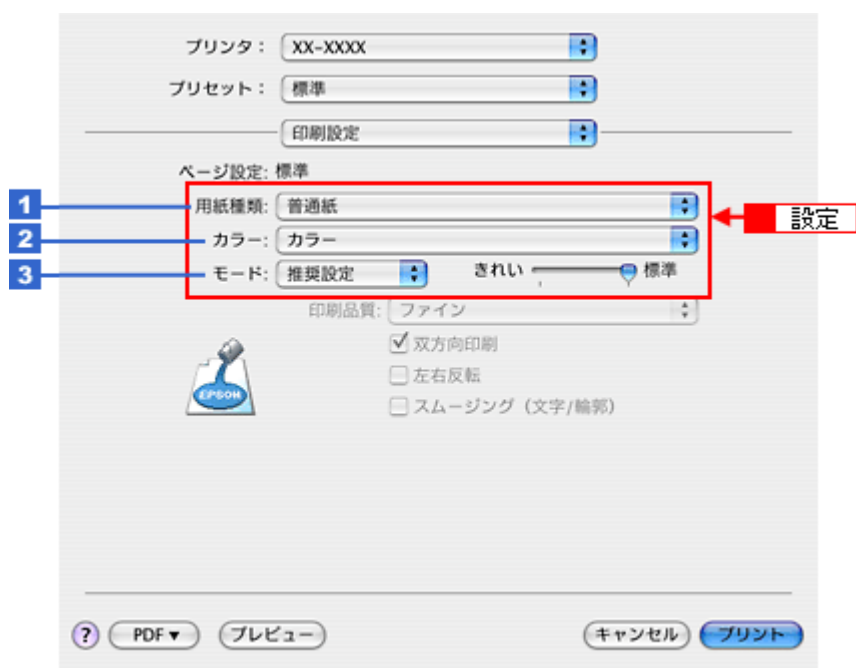 プリンタ： XX-XXXX
プリセット： 標準
印刷設定
ページ設定: 標準
1 用紙種類: 普通紙
設定
2 カラー: カラー
3 モード: 推奨設定 きれい 標準
印刷品質: ファイン
双方向印刷
左右反転
EPSON
スムージング（文字/輪郭）
? PDF▼ プレビュー キャンセル プリント